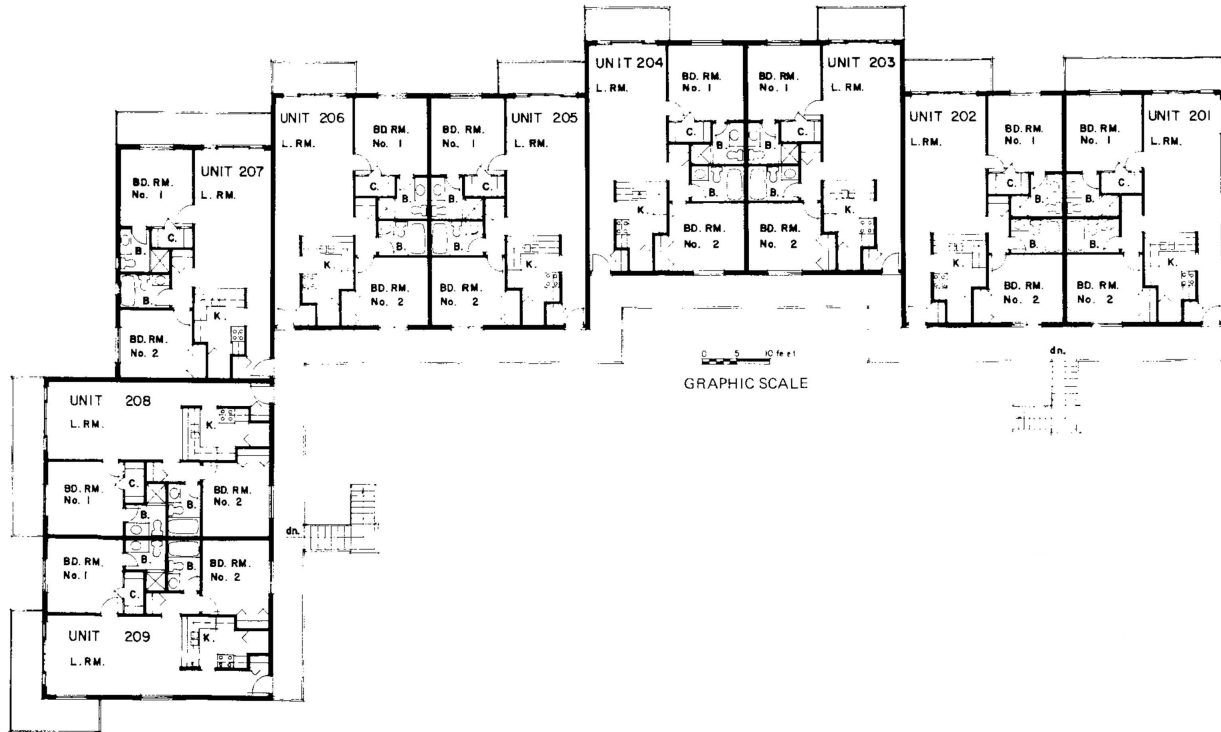 UNIT 204
L. RM.
BD. RM.
No. 1
C.
B.
B.
K.
BD. RM.
No. 2
UNIT 203
L. RM.
BD. RM.
No. 1
C.
B.
B.
K.
BD. RM.
No. 2
UNIT 206
L. RM.
BD. RM.
No. 1
C.
B.
B.
K.
BD. RM.
No. 2
UNIT 205
L. RM.
BD. RM.
No. 1
C.
B.
B.
K.
BD. RM.
No. 2
UNIT 202
L. RM.
BD. RM.
No. 1
C.
B.
B.
K.
BD. RM.
No. 2
UNIT 201
L. RM.
BD. RM.
No. 1
C.
B.
B.
K.
BD. RM.
No. 2
UNIT 207
L. RM.
BD. RM.
No. 1
C.
B.
B.
K.
BD. RM.
No. 2
0 5 10 feet
GRAPHIC SCALE
dn.
UNIT 208
L. RM.
K.
BD. RM.
No. 1
C.
B.
B.
BD. RM.
No. 2
dn.
BD. RM.
No. 1
C.
B.
B.
BD. RM.
No. 2
UNIT 209
L. RM.
K.